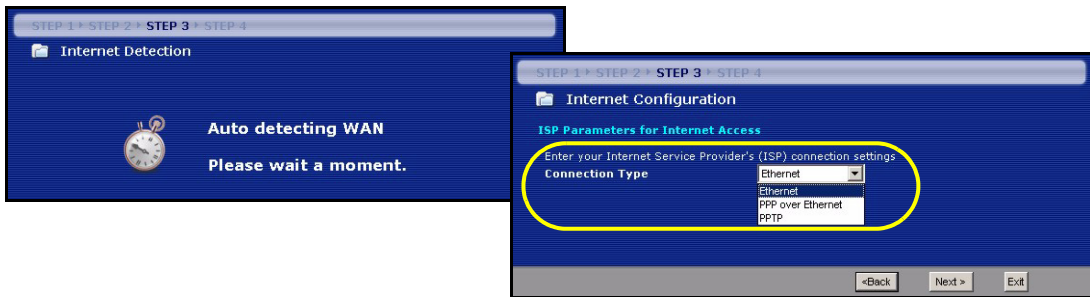 STEP 1 STEP 2 STEP 3 STEP 4
Internet Detection
Auto detecting WAN
Please wait a moment.
STEP 1 STEP 2 STEP 3 STEP 4
Internet Configuration
ISP Parameters for Internet Access
Enter your Internet Service Provider's (ISP) connection settings
Connection Type Ethernet
Ethernet
PPP over Ethernet
PPTP
<Back Next > Exit